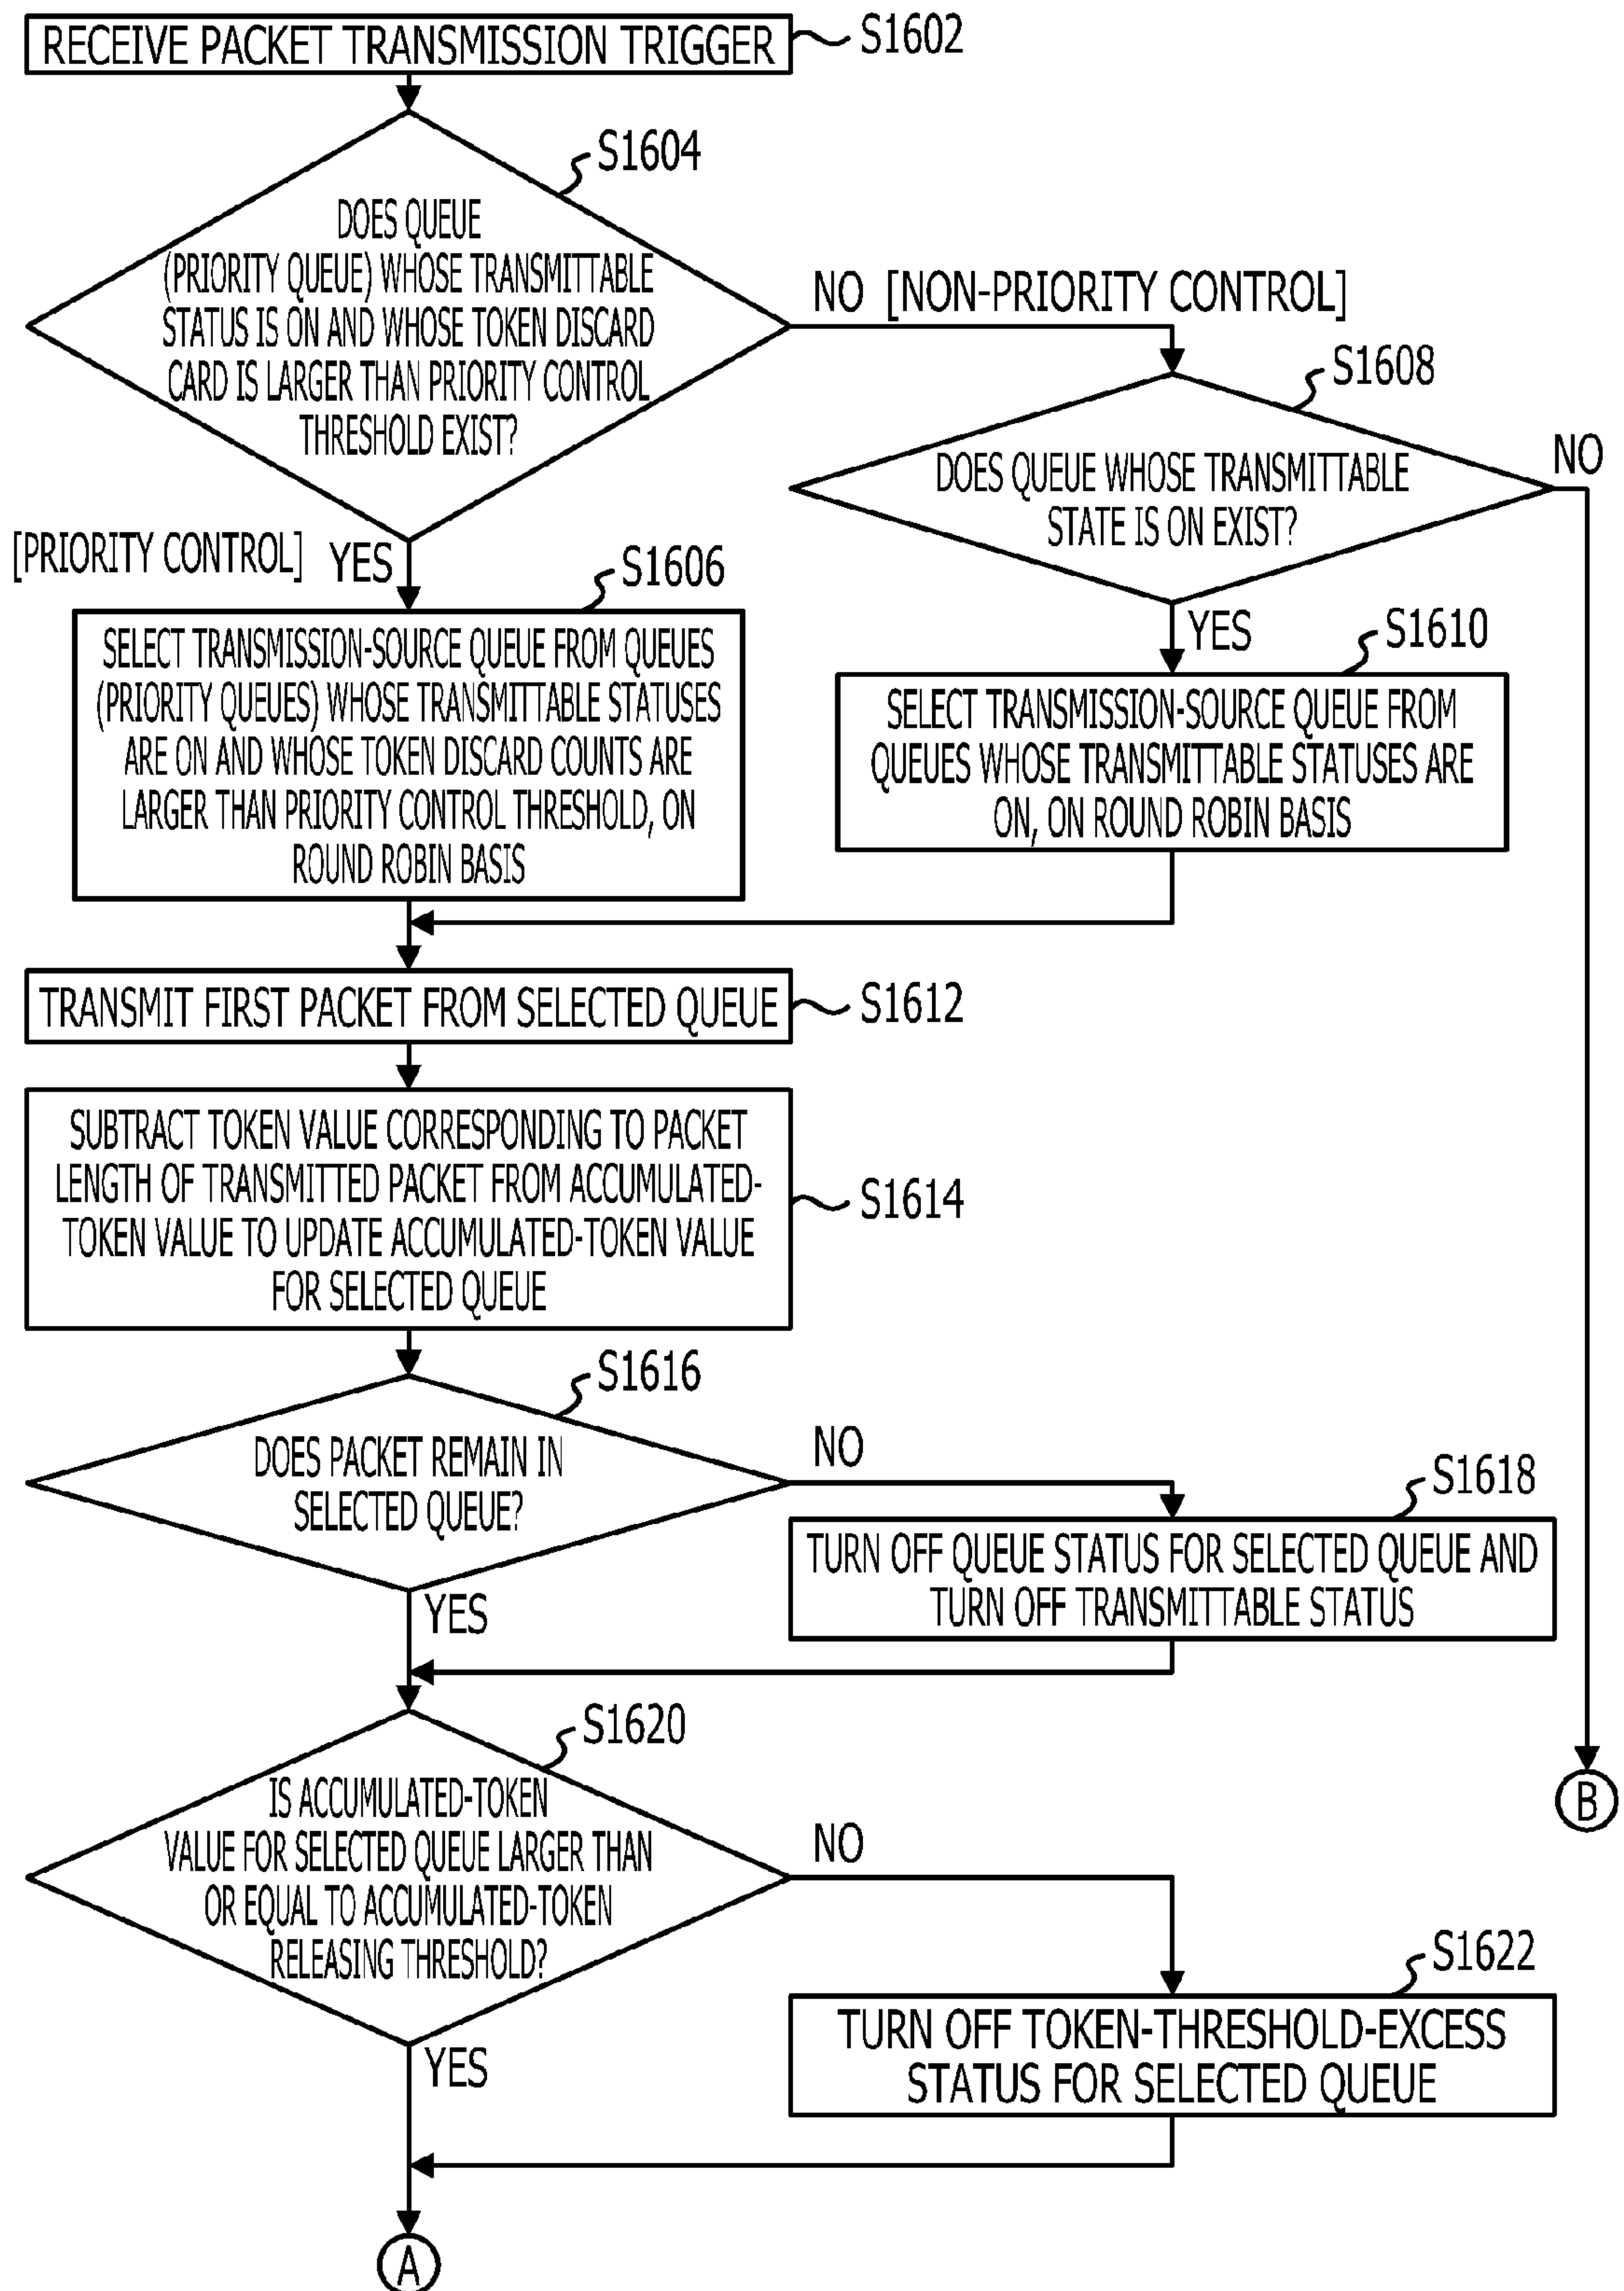 RECEIVE PACKET TRANSMISSION TRIGGER
S1602
S1604
DOES QUEUE
(PRIORITY QUEUE) WHOSE TRANSMITTABLE
STATUS IS ON AND WHOSE TOKEN DISCARD
CARD IS LARGER THAN PRIORITY CONTROL
THRESHOLD EXIST?
NO [NON-PRIORITY CONTROL]
S1608
DOES QUEUE WHOSE TRANSMITTABLE
STATE IS ON EXIST?
NO
[PRIORITY CONTROL]
YES
S1606
SELECT TRANSMISSION-SOURCE QUEUE FROM QUEUES
(PRIORITY QUEUES) WHOSE TRANSMITTABLE STATUSES
ARE ON AND WHOSE TOKEN DISCARD COUNTS ARE
LARGER THAN PRIORITY CONTROL THRESHOLD, ON
ROUND ROBIN BASIS
YES
S1610
SELECT TRANSMISSION-SOURCE QUEUE FROM
QUEUES WHOSE TRANSMITTABLE STATUSES ARE
ON, ON ROUND ROBIN BASIS
TRANSMIT FIRST PACKET FROM SELECTED QUEUE
S1612
SUBTRACT TOKEN VALUE CORRESPONDING TO PACKET
LENGTH OF TRANSMITTED PACKET FROM ACCUMULATED-
TOKEN VALUE TO UPDATE ACCUMULATED-TOKEN VALUE
FOR SELECTED QUEUE
S1614
S1616
DOES PACKET REMAIN IN
SELECTED QUEUE?
NO
S1618
TURN OFF QUEUE STATUS FOR SELECTED QUEUE AND
TURN OFF TRANSMITTABLE STATUS
YES
S1620
IS ACCUMULATED-TOKEN
VALUE FOR SELECTED QUEUE LARGER THAN
OR EQUAL TO ACCUMULATED-TOKEN
RELEASING THRESHOLD?
NO
B
S1622
TURN OFF TOKEN-THRESHOLD-EXCESS
STATUS FOR SELECTED QUEUE
YES
A